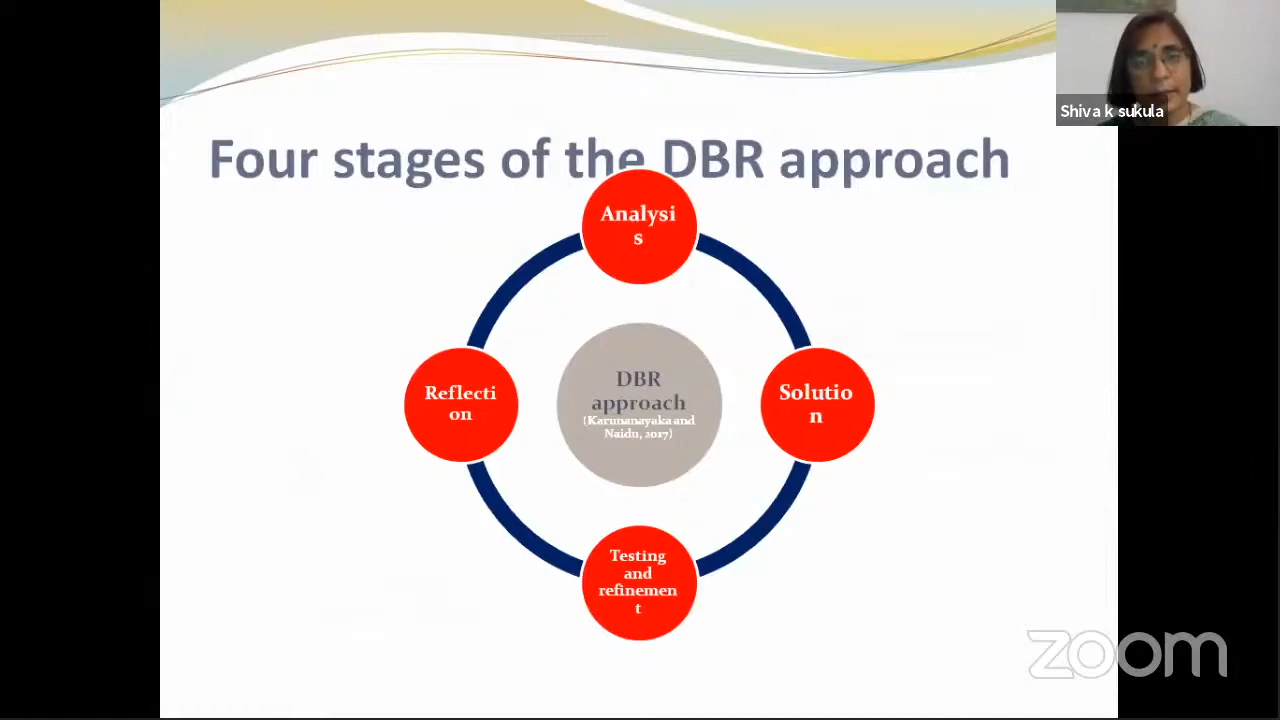 Shiva k sukula
Four stages of the DBR approach
Analysi
s
Reflecti
on
DBR
approach
(Karunanayaka and
Naidu, 2017)
Solutio
n
Testing
and
refinemen
t
zoom